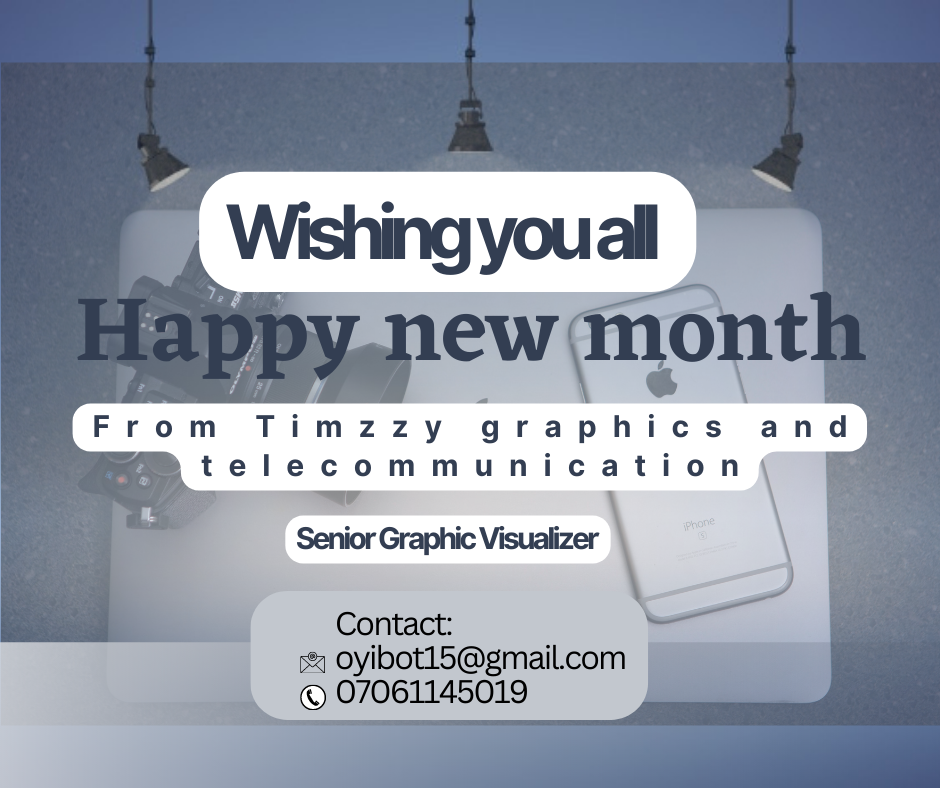 Wishing you all
Happy new month
From Timzzy graphics and
telecommunication
Senior Graphic Visualizer
iPhone
Contact:
oyibot15@gmail.com
07061145019